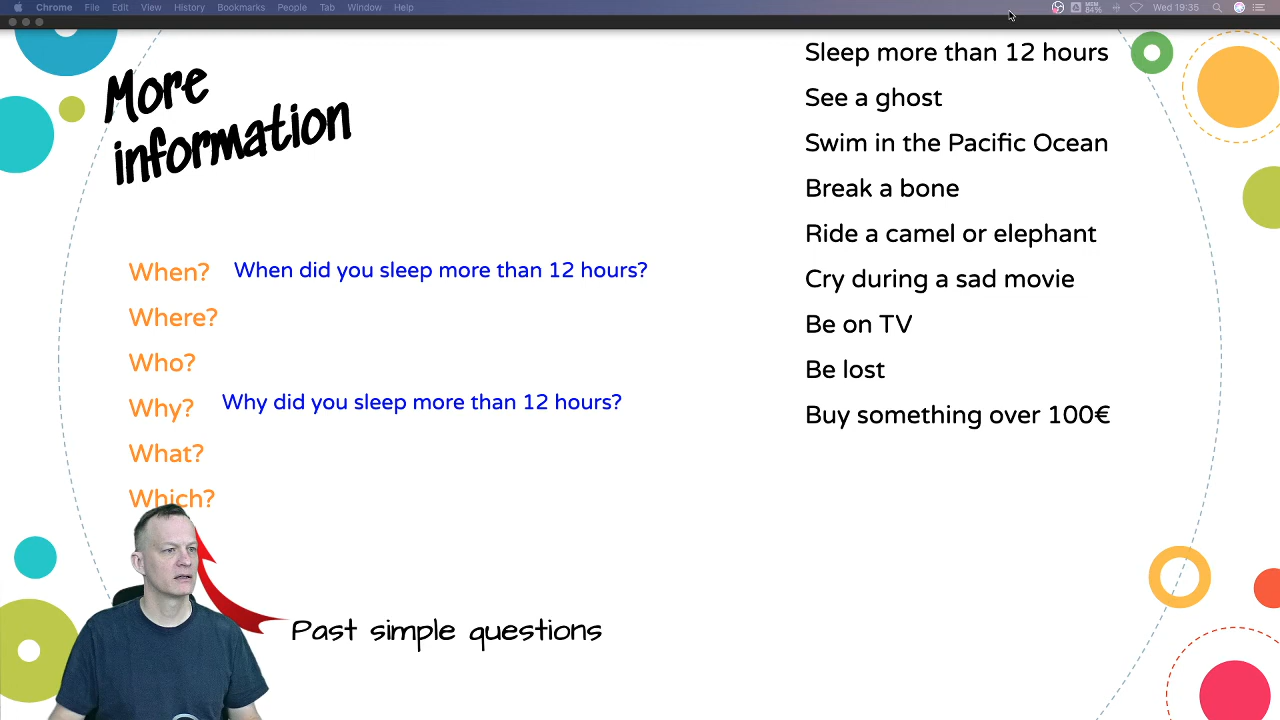 Chrome File Edit View History Bookmarks People Tab Window Help
MEM 84% Wed 19:35
More
information
When? When did you sleep more than 12 hours?
Where?
Who?
Why? Why did you sleep more than 12 hours?
What?
Which?
Past simple questions
Sleep more than 12 hours
See a ghost
Swim in the Pacific Ocean
Break a bone
Ride a camel or elephant
Cry during a sad movie
Be on TV
Be lost
Buy something over 100€